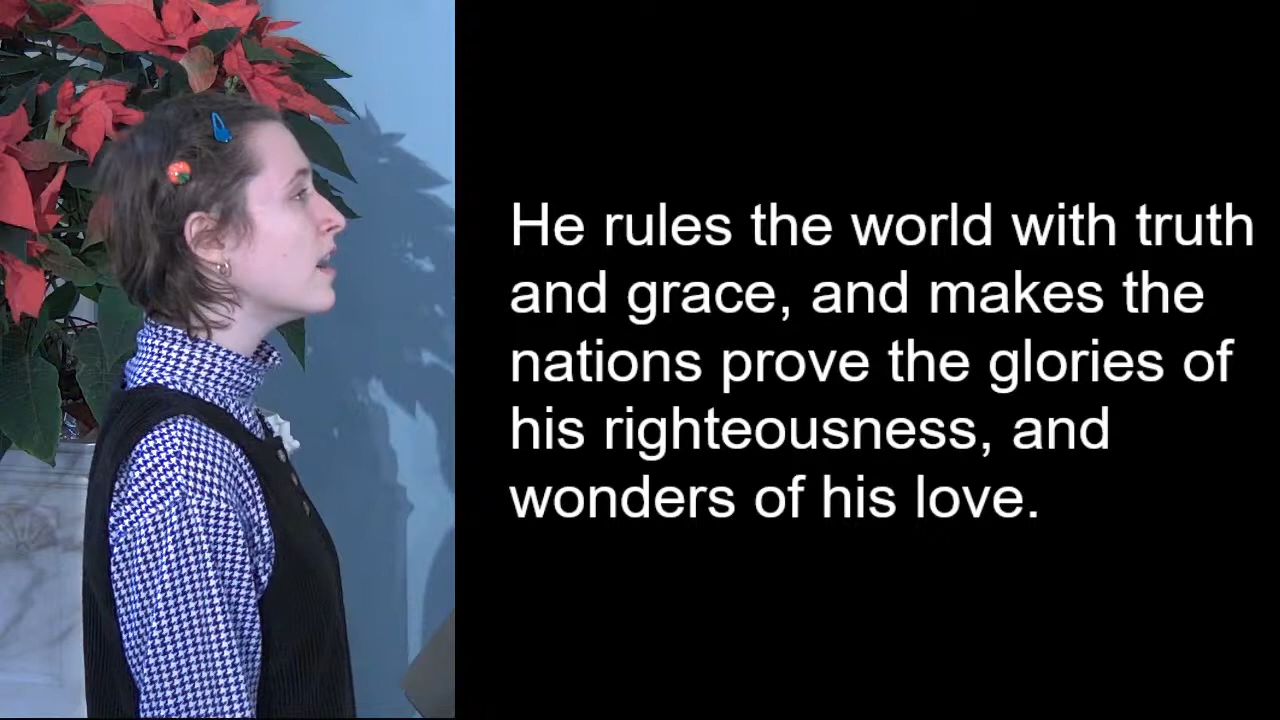 He rules the world with truth
and grace, and makes the
nations prove the glories of
his righteousness, and
wonders of his love.